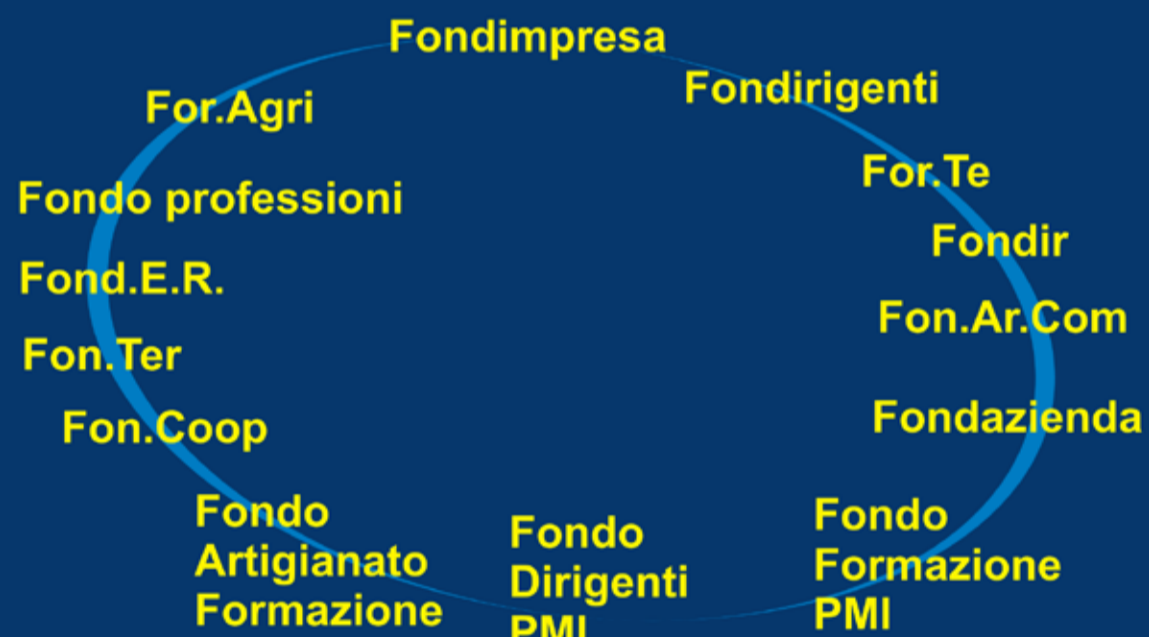 Fondimpresa
Fondirigenti
For.Agri
For.Te
Fondo professioni
Fondir
Fond.E.R.
Fon.Ar.Com
Fon.Ter
Fondazienda
Fon.Coop
Fondo
Artigianato
Formazione
Fondo
Dirigenti
PMI
Fondo
Formazione
PMI